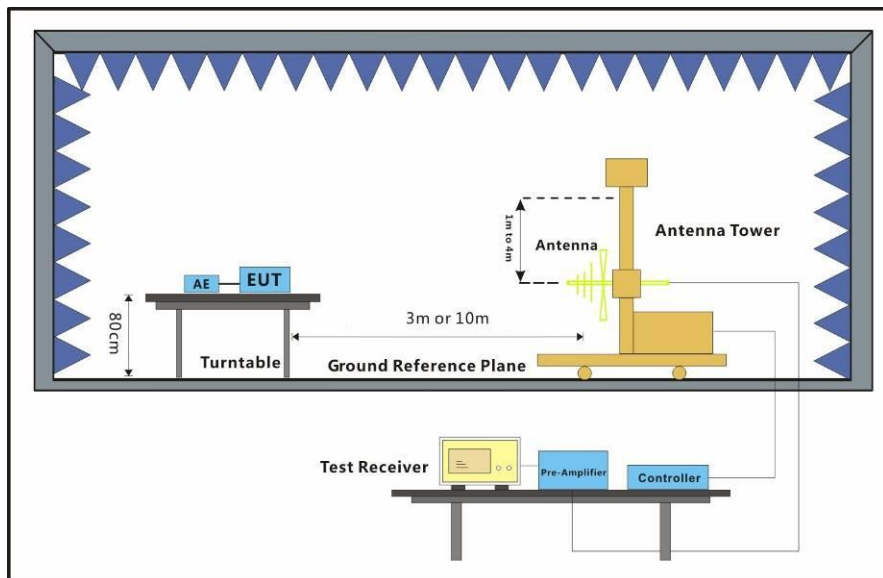 1m to 4m
Antenna
Antenna Tower
AE
EUT
80cm
3m or 10m
Turntable
Ground Reference Plane
Test Receiver
Pre-Amplifier
Controller